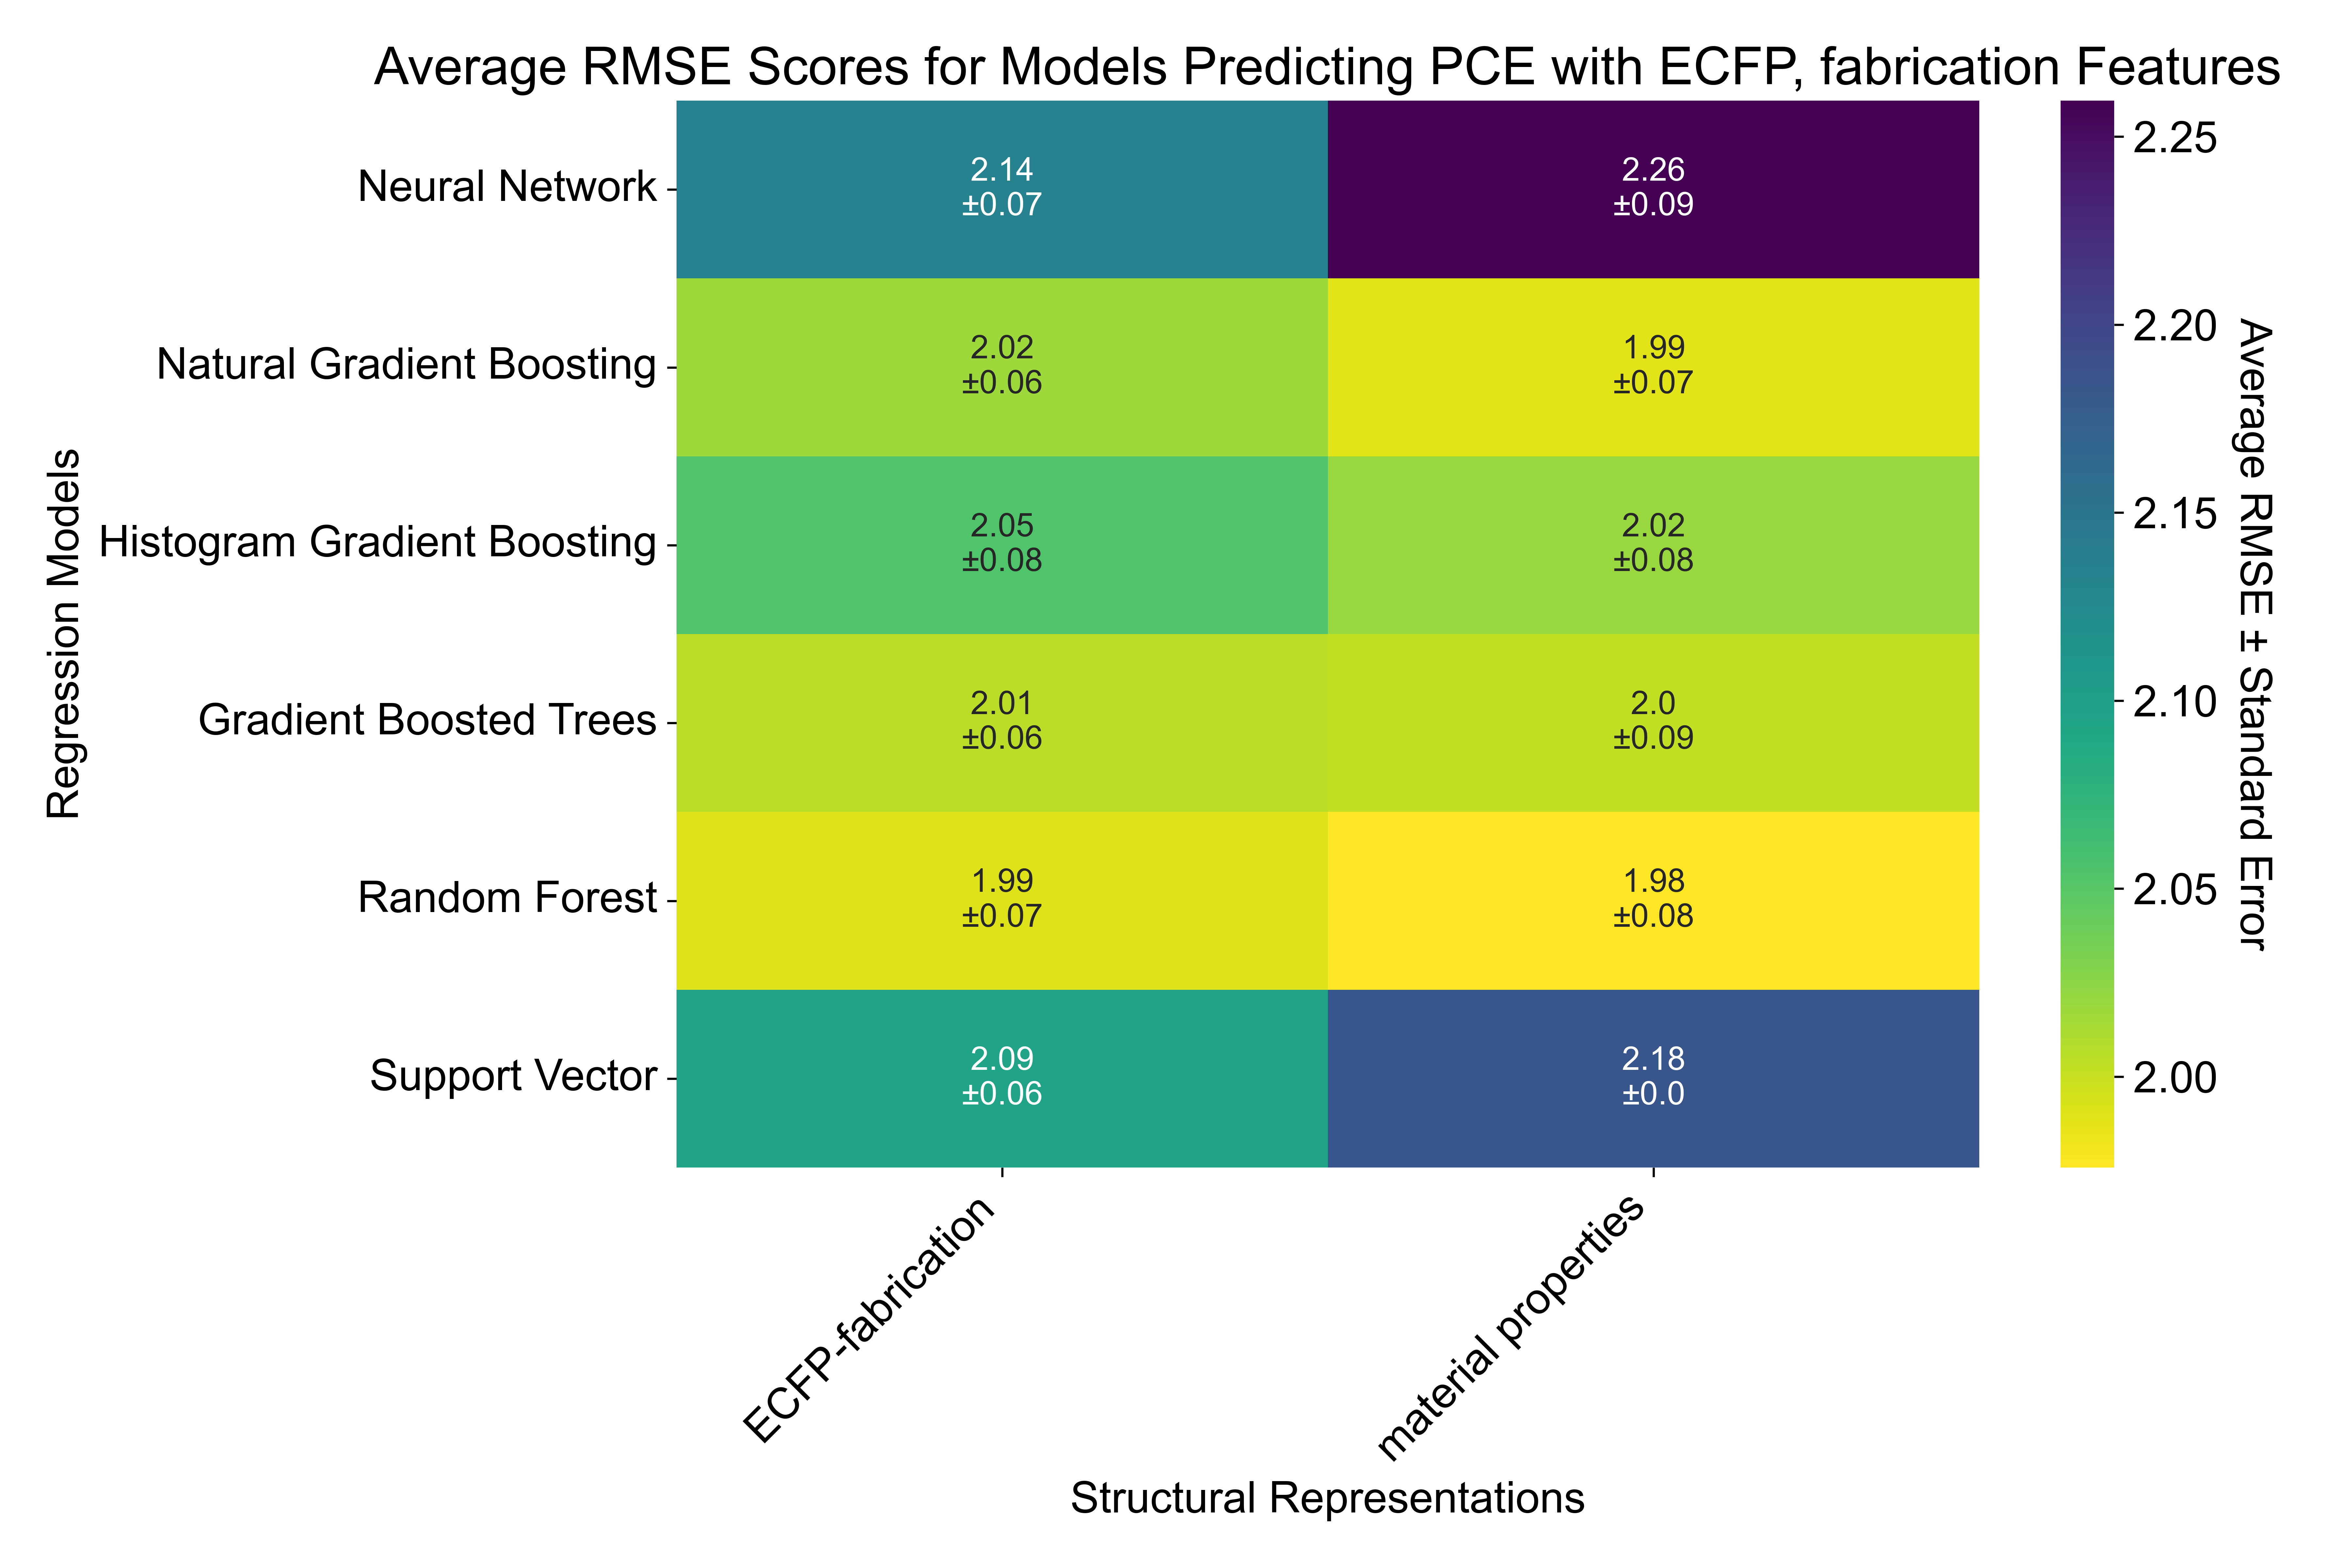 Average RMSE Scores for Models Predicting PCE with ECFP, fabrication Features
Regression Models
Neural Network
2.14
±0.07
2.26
±0.09
Natural Gradient Boosting
2.02
±0.06
1.99
±0.07
Histogram Gradient Boosting
2.05
±0.08
2.02
±0.08
Gradient Boosted Trees
2.01
±0.06
2.0
±0.09
Random Forest
1.99
±0.07
1.98
±0.08
Support Vector
2.09
±0.06
2.18
±0.0
ECFP-fabrication
material properties
Structural Representations
2.25
2.20
2.15
2.10
2.05
2.00
Average RMSE ± Standard Error